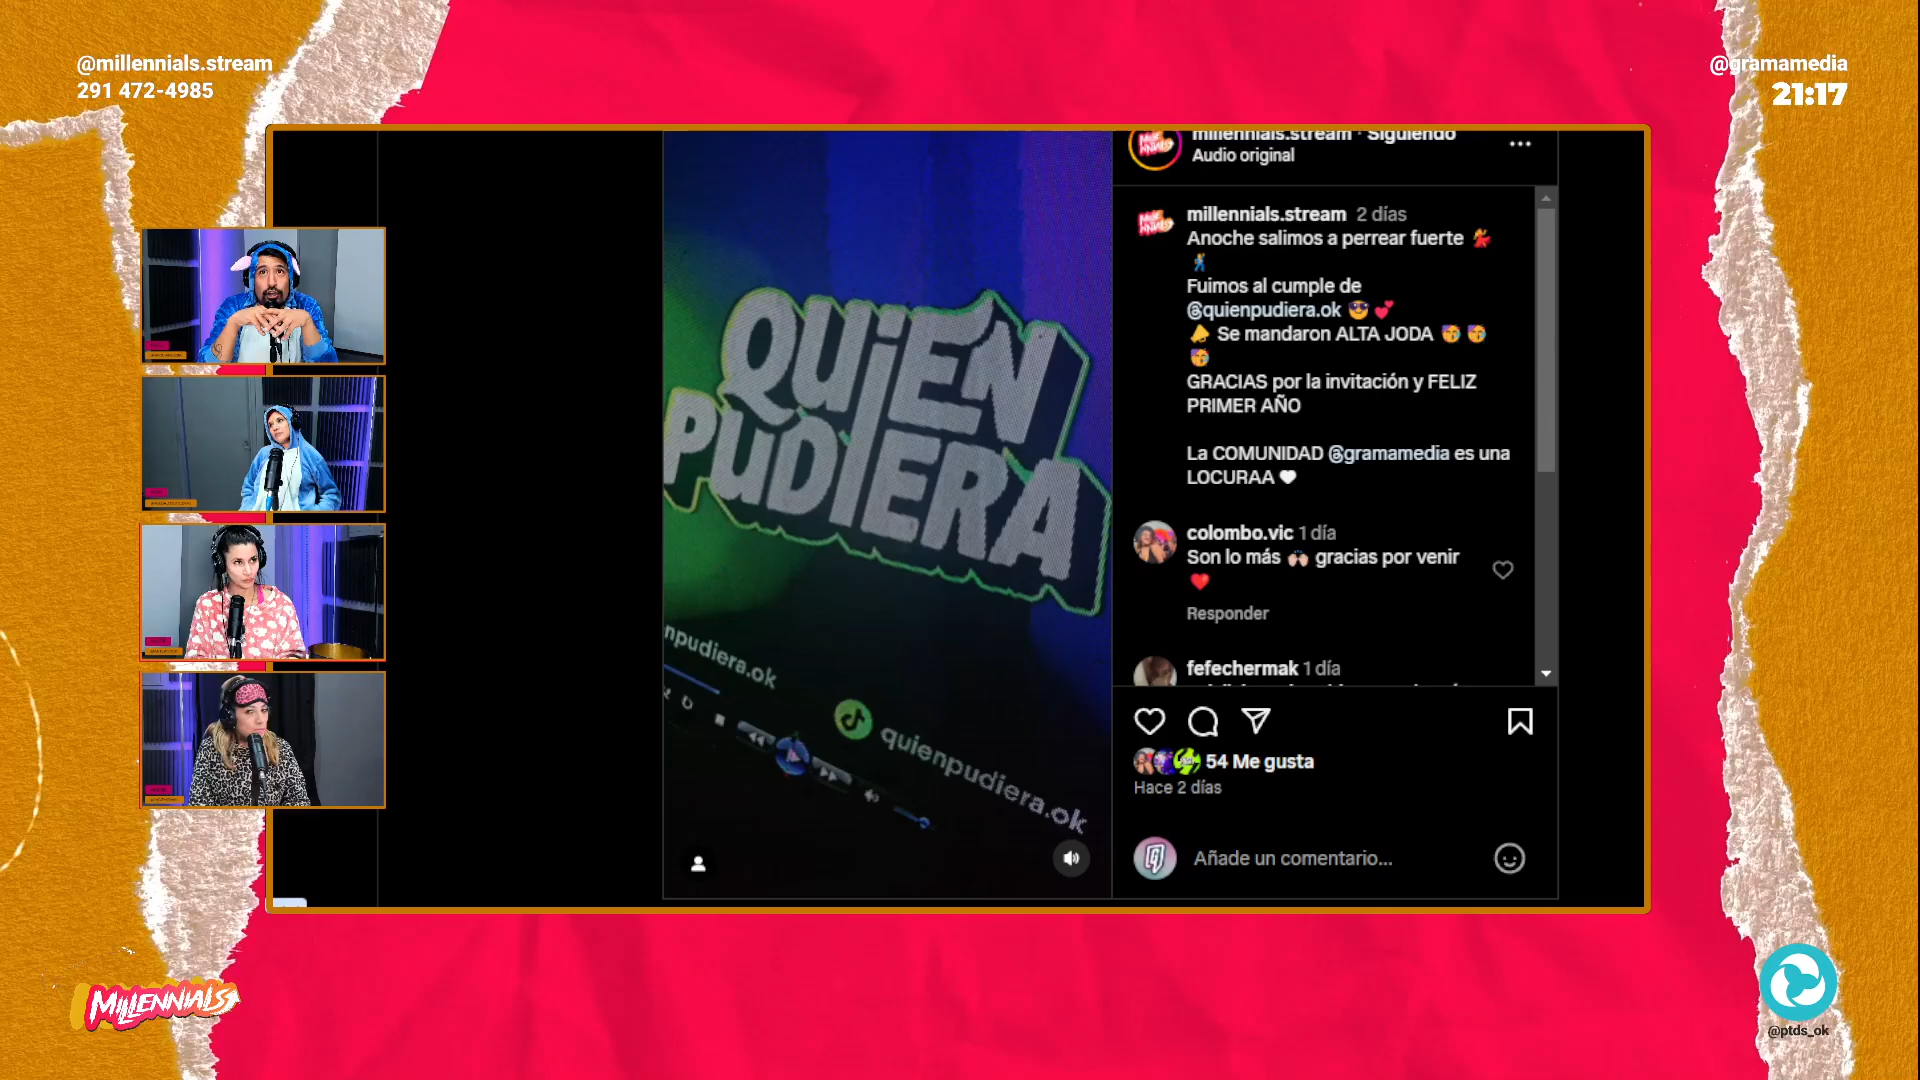 @millennials.stream
291 472-4985
@gramamedia
21:17
millennials.stream · Siguiendo
Audio original
millennials.stream 2 días
Anoche salimos a perrear fuerte 💃
🕺
Fuimos al cumple de
@quienpudiera.ok 😎 💕
📣 Se mandaron ALTA JODA 🥳 🥳
🥳
GRACIAS por la invitación y FELIZ
PRIMER AÑO
La COMUNIDAD @gramamedia es una
LOCURAA 🤍
colombo.vic 1 día
Son lo más 🙌🏻 gracias por venir
❤️
Responder
fefechermak 1 día
54 Me gusta
Hace 2 días
Añade un comentario...
QUIEN
PUDIERA
npudiera.ok
quienpudiera.ok
MILLENNIALS
@ptds_ok